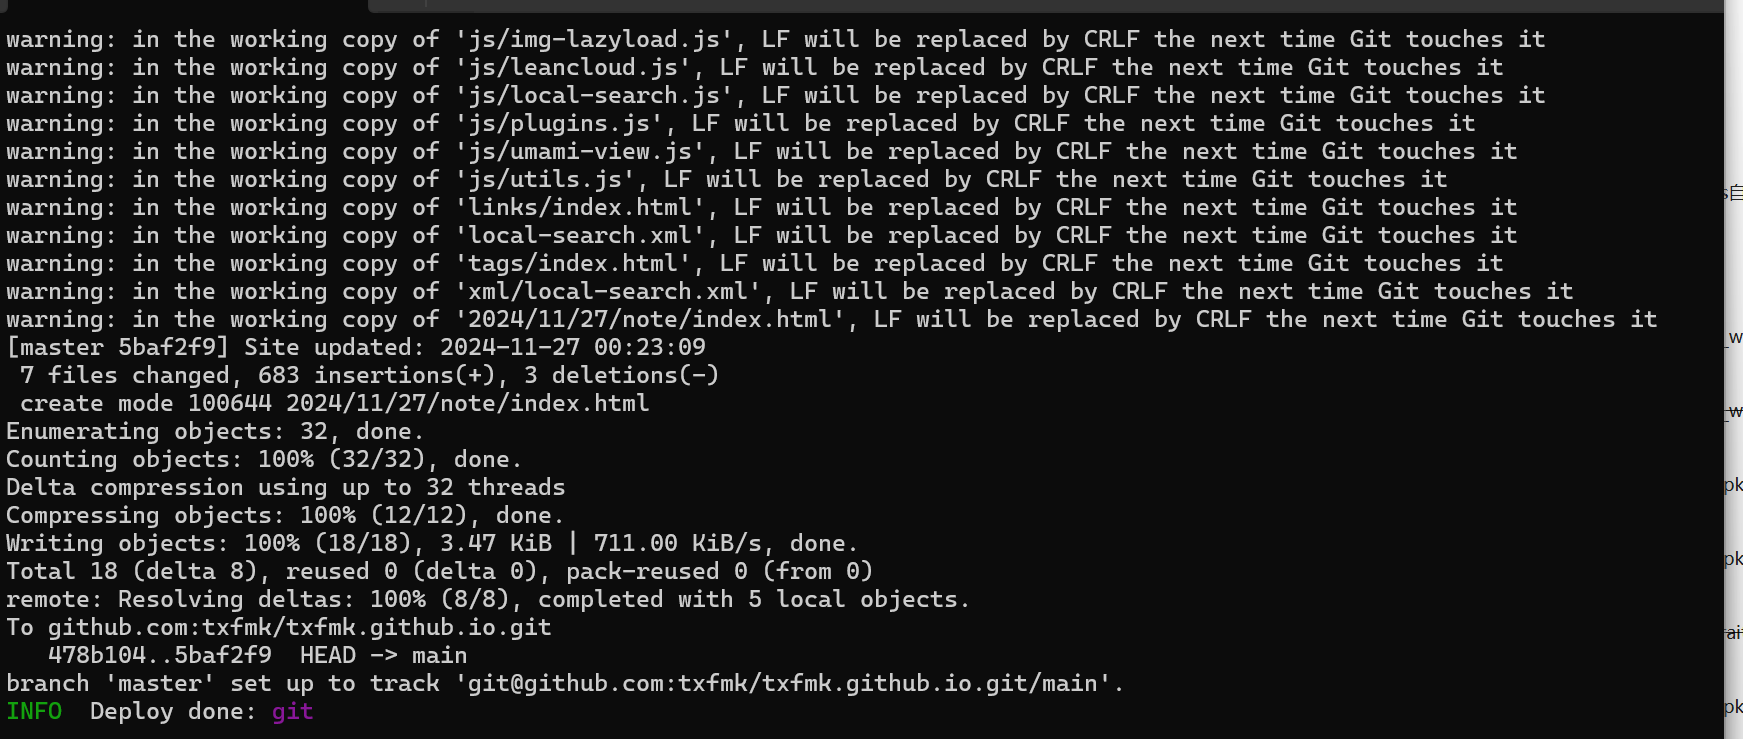 warning: in the working copy of 'js/img-lazyload.js', LF will be replaced by CRLF the next time Git touches it
warning: in the working copy of 'js/leancloud.js', LF will be replaced by CRLF the next time Git touches it
warning: in the working copy of 'js/local-search.js', LF will be replaced by CRLF the next time Git touches it
warning: in the working copy of 'js/plugins.js', LF will be replaced by CRLF the next time Git touches it
warning: in the working copy of 'js/umami-view.js', LF will be replaced by CRLF the next time Git touches it
warning: in the working copy of 'js/utils.js', LF will be replaced by CRLF the next time Git touches it
warning: in the working copy of 'links/index.html', LF will be replaced by CRLF the next time Git touches it
warning: in the working copy of 'local-search.xml', LF will be replaced by CRLF the next time Git touches it
warning: in the working copy of 'tags/index.html', LF will be replaced by CRLF the next time Git touches it
warning: in the working copy of 'xml/local-search.xml', LF will be replaced by CRLF the next time Git touches it
warning: in the working copy of '2024/11/27/note/index.html', LF will be replaced by CRLF the next time Git touches it
[master 5baf2f9] Site updated: 2024-11-27 00:23:09
 7 files changed, 683 insertions(+), 3 deletions(-)
 create mode 100644 2024/11/27/note/index.html
Enumerating objects: 32, done.
Counting objects: 100% (32/32), done.
Delta compression using up to 32 threads
Compressing objects: 100% (12/12), done.
Writing objects: 100% (18/18), 3.47 KiB | 711.00 KiB/s, done.
Total 18 (delta 8), reused 0 (delta 0), pack-reused 0 (from 0)
remote: Resolving deltas: 100% (8/8), completed with 5 local objects.
To github.com:txfmk/txfmk.github.io.git
   478b104..5baf2f9  HEAD -> main
branch 'master' set up to track 'git@github.com:txfmk/txfmk.github.io.git/main'.
INFO  Deploy done: git
_w
_w
pk
pk
pk